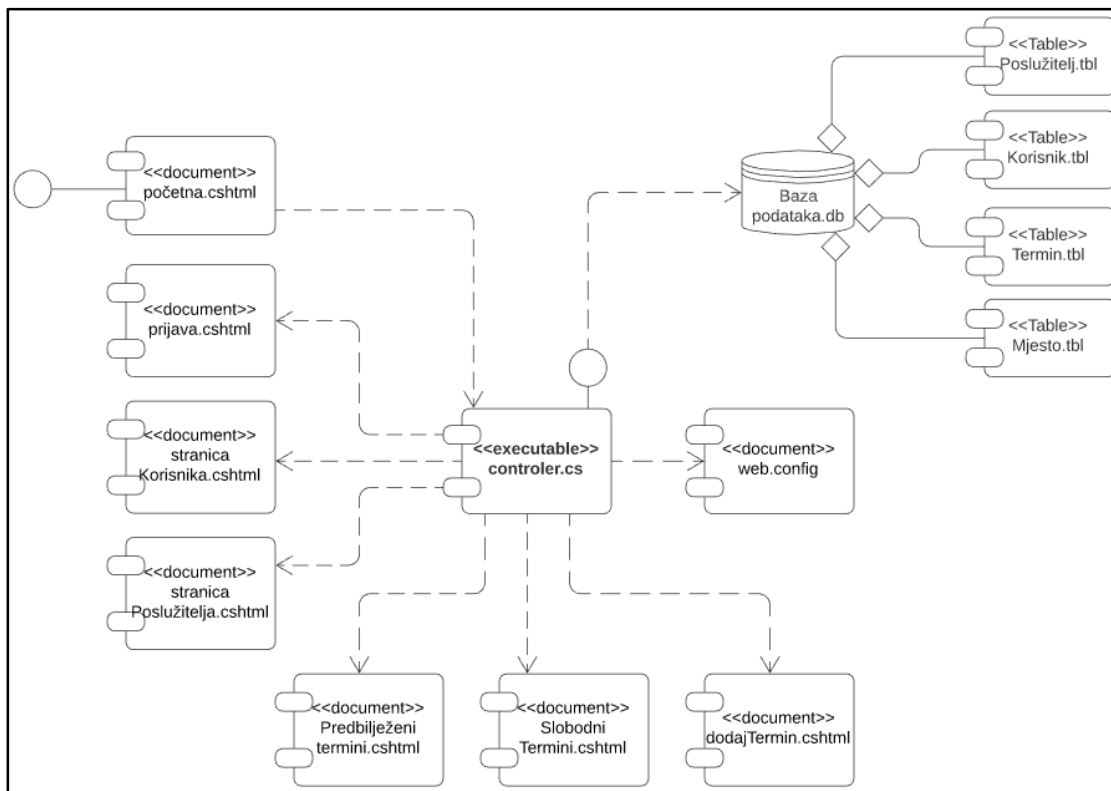 <<Table>>
Poslužitelj.tbl
<<document>>
početna.cshtml
<<Table>>
Korisnik.tbl
Baza
podataka.db
<<Table>>
Termin.tbl
<<document>>
prijava.cshtml
<<Table>>
Mjesto.tbl
<<document>>
stranica
Korisnika.cshtml
<<executable>>
controler.cs
<<document>>
web.config
<<document>>
stranica
Poslužitelja.cshtml
<<document>>
Predbilježeni
termini.cshtml
<<document>>
Slobodni
Termini.cshtml
<<document>>
dodajTermin.cshtml